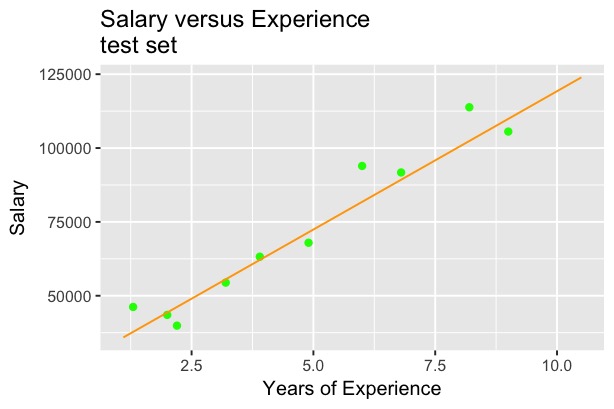 Salary versus Experience
test set
125000
100000
75000
50000
Salary
2.5 5.0 7.5 10.0
Years of Experience